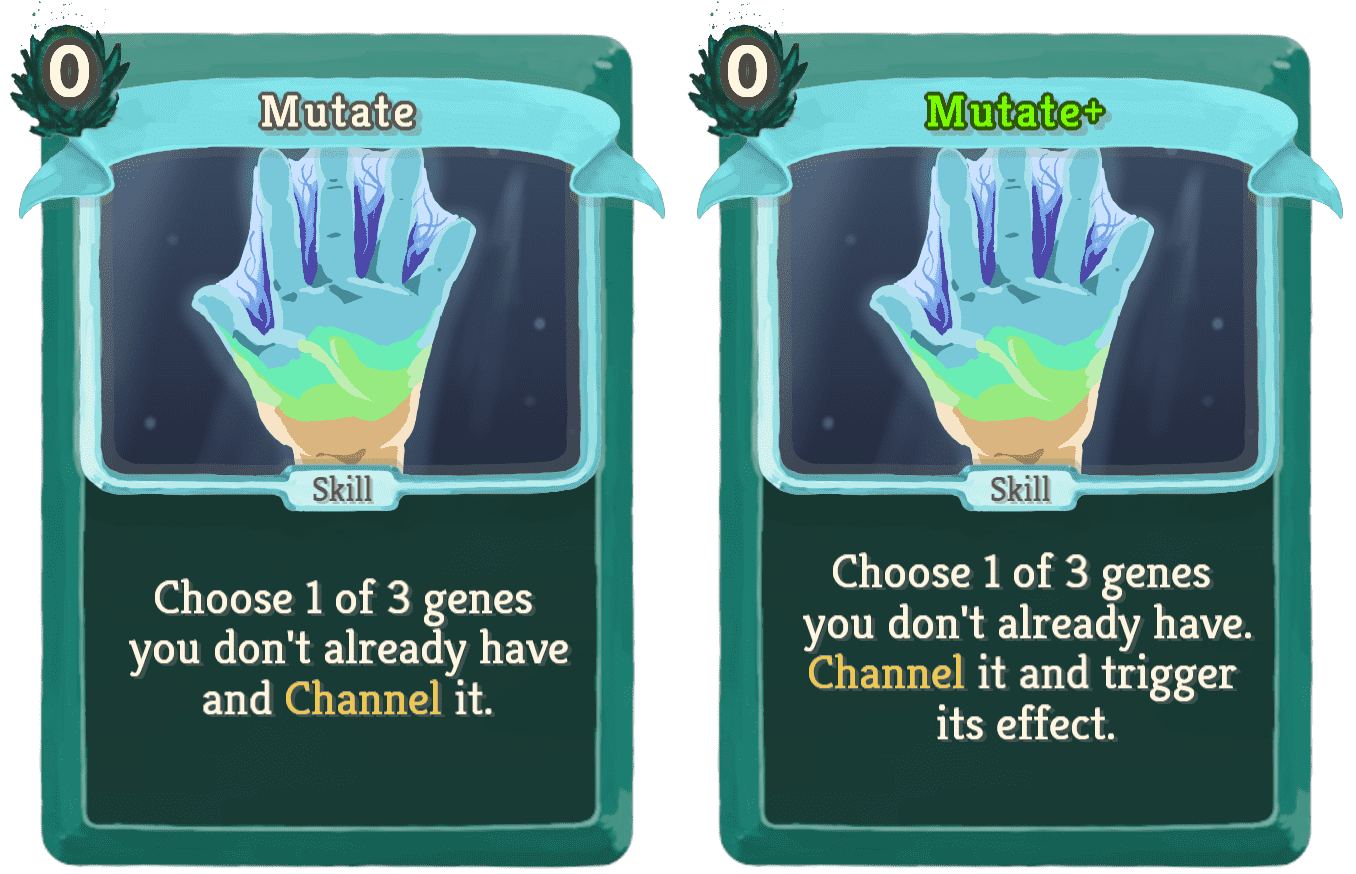 0
Mutate
Skill
Choose 1 of 3 genes
you don't already have
and Channel it.
0
Mutate+
Skill
Choose 1 of 3 genes
you don't already have.
Channel it and trigger
its effect.